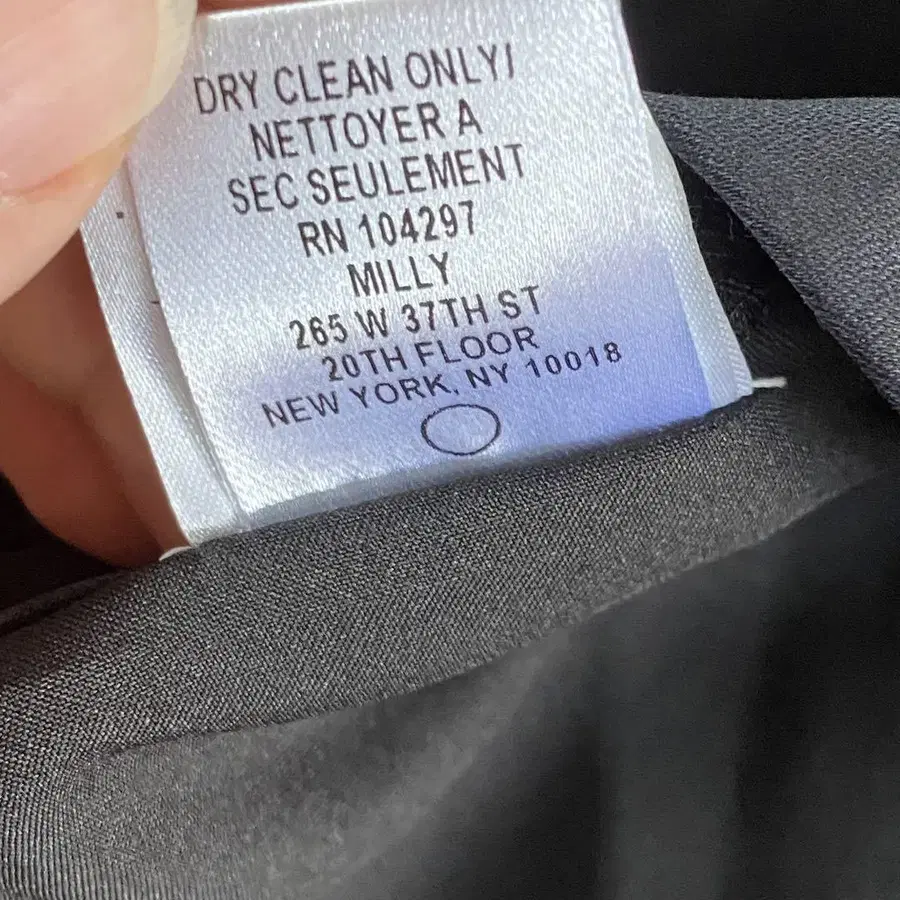 DRY CLEAN ONLY/
NETTOYER A
SEC SEULEMENT
RN 104297
MILLY
265 W 37TH ST
20TH FLOOR
NEW YORK, NY 10018